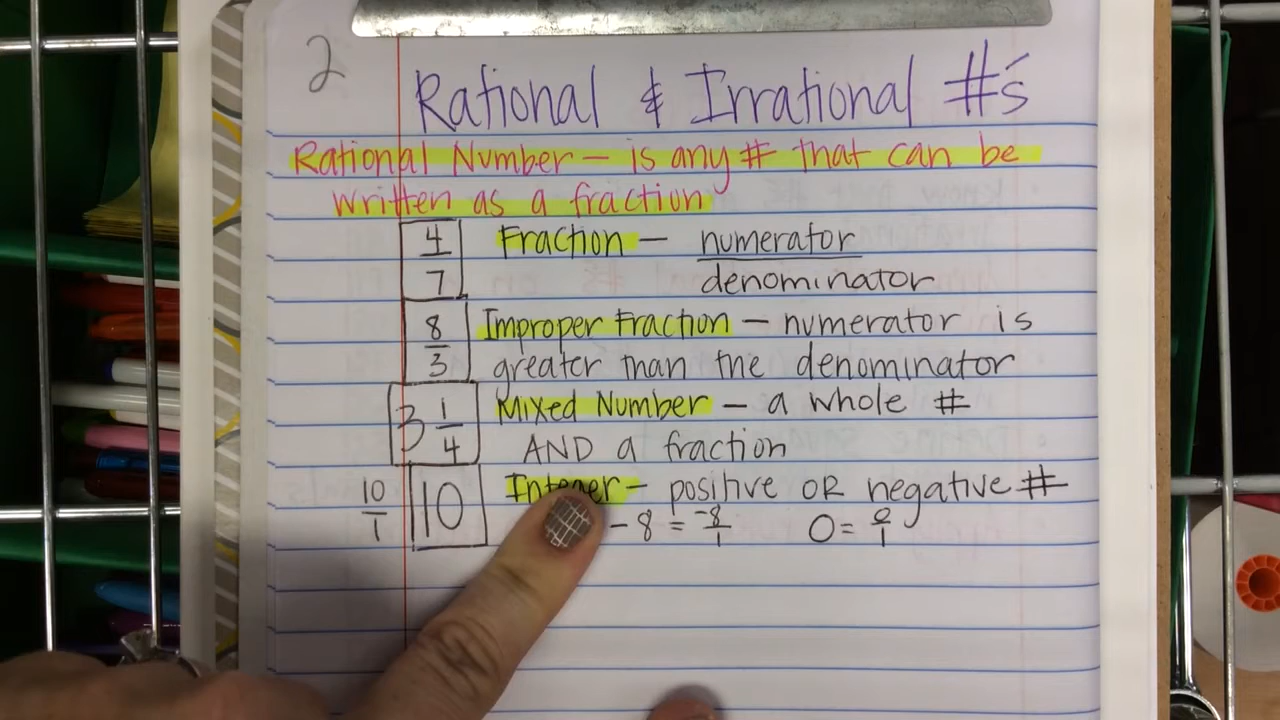 2
Rational & Irrational #'s
Rational Number – is any # that can be
written as a fraction
4/7 Fraction – numerator
denominator
8/3 Improper Fraction – numerator is
greater than the denominator
3 1/4 Mixed Number – a whole #
AND a fraction
10/1 10 Integer – positive OR negative #
-8 = -8/1 0 = 0/1